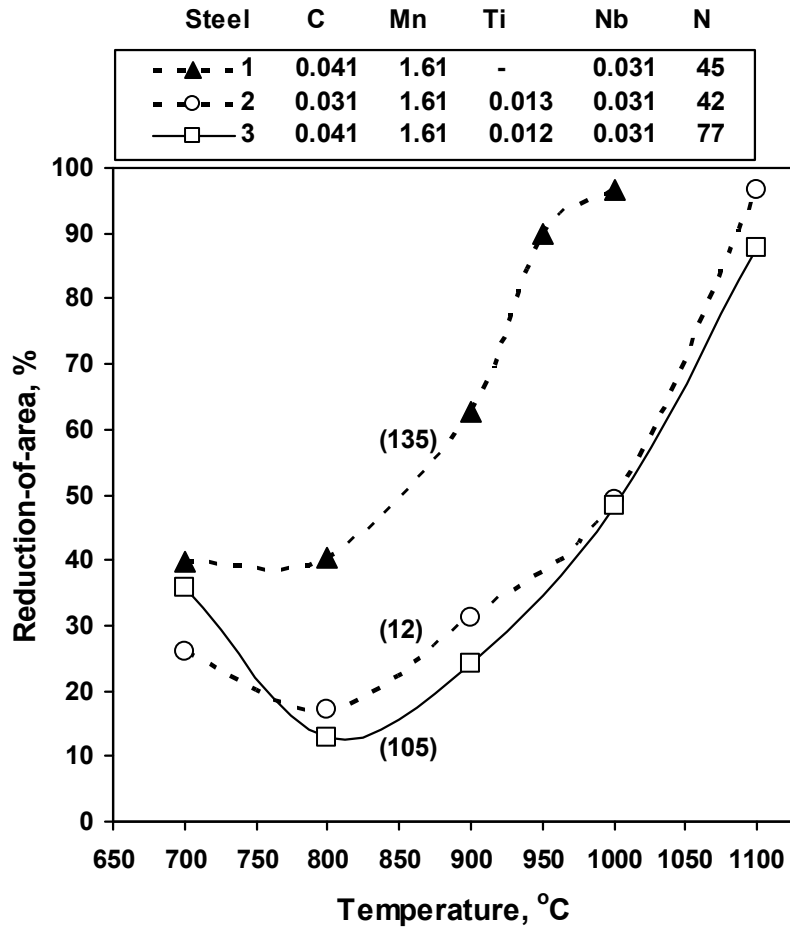 Steel C Mn Ti Nb N
1 0.041 1.61 - 0.031 45
2 0.031 1.61 0.013 0.031 42
3 0.041 1.61 0.012 0.031 77
100
90
80
70
60
50
40
30
20
10
0
Reduction-of-area, %
(135)
(12)
(105)
650 700 750 800 850 900 950 1000 1050 1100
Temperature, °C